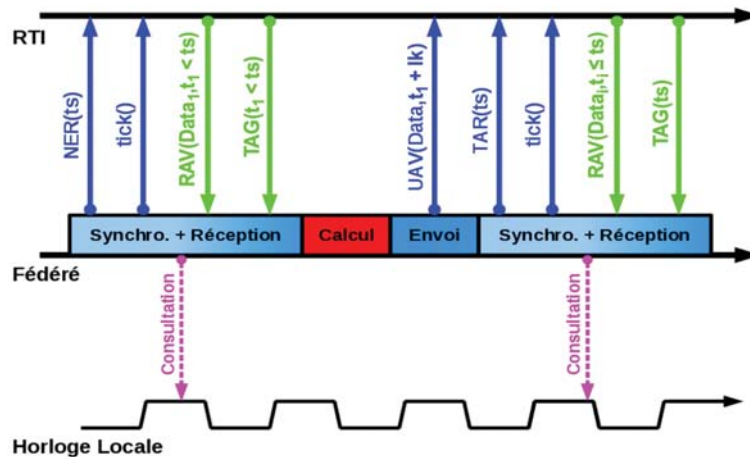 RTI
NER(ts)
tick()
RAV(Data₁,t₁ < ts)
TAG(t₁ < ts)
UAV(Data,t₁ + lk)
TAR(ts)
tick()
RAV(Dataᵢ,tᵢ ≤ ts)
TAG(ts)
Synchro. + Réception
Calcul
Envoi
Synchro. + Réception
Fédéré
Consultation
Consultation
Horloge Locale